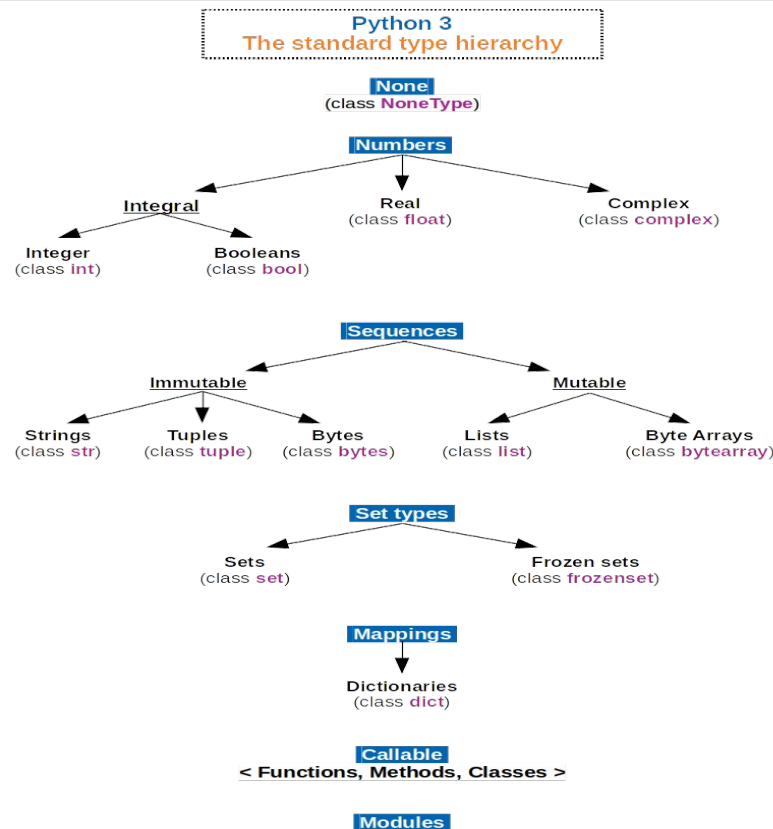 Python 3
The standard type hierarchy
None
(class NoneType)
Numbers
Integral
Real
(class float)
Complex
(class complex)
Integer
(class int)
Booleans
(class bool)
Sequences
Immutable
Mutable
Strings
(class str)
Tuples
(class tuple)
Bytes
(class bytes)
Lists
(class list)
Byte Arrays
(class bytearray)
Set types
Sets
(class set)
Frozen sets
(class frozenset)
Mappings
Dictionaries
(class dict)
Callable
< Functions, Methods, Classes >
Modules